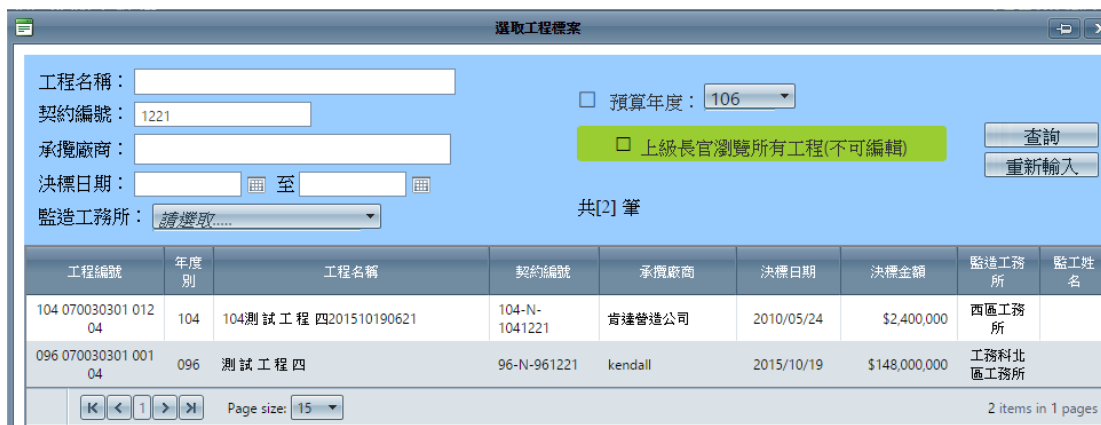 選取工程標案
工程名稱：
契約編號： 1221
承攬廠商：
決標日期： 至
監造工務所： 請選取.....
預算年度： 106
上級長官瀏覽所有工程(不可編輯)
共[2] 筆
查詢
重新輸入
工程編號 年度別 工程名稱 契約編號 承攬廠商 決標日期 決標金額 監造工務所 監工姓名
104 070030301 012 04 104 104測 試 工 程 四201510190621 104-N-1041221 肯達營造公司 2010/05/24 $2,400,000 西區工務所
096 070030301 001 04 096 測 試 工 程 四 96-N-961221 kendall 2015/10/19 $148,000,000 工務科北區工務所
1 Page size: 15 2 items in 1 pages